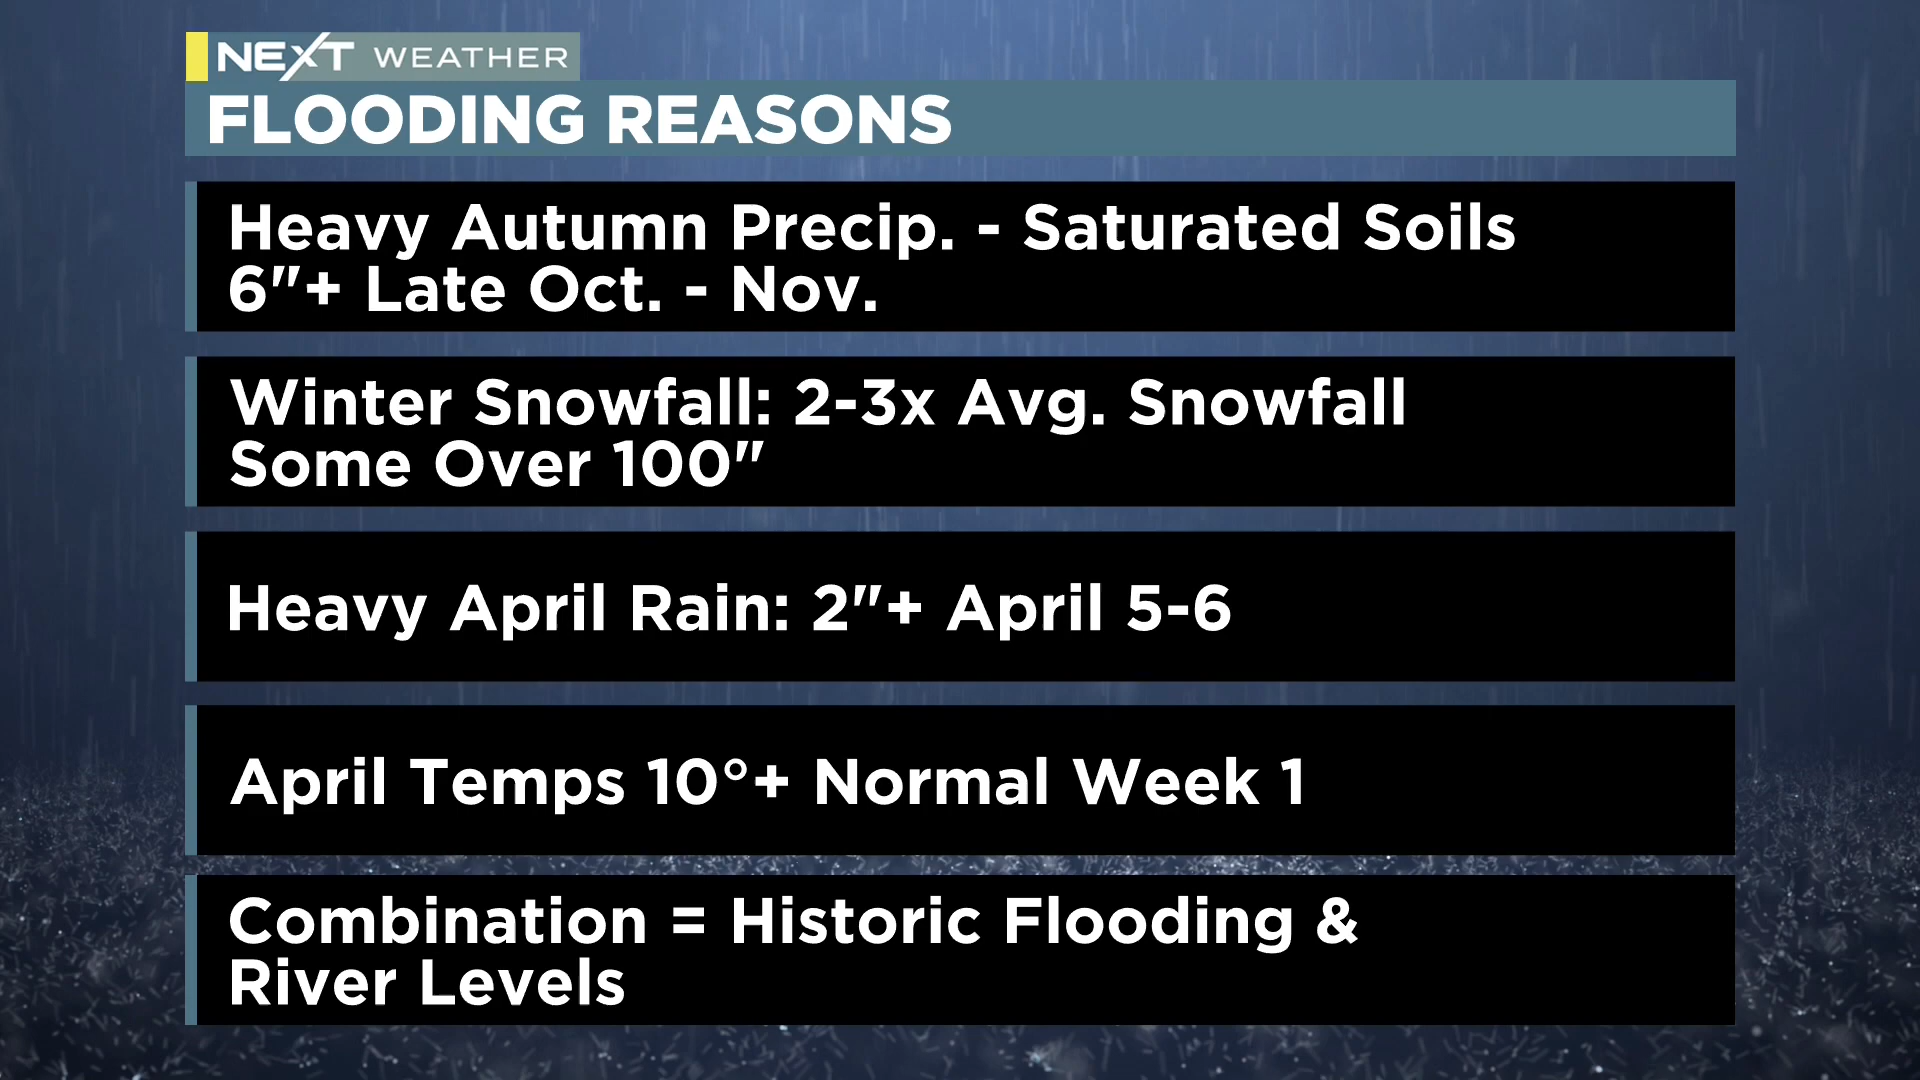 NEXT WEATHER
FLOODING REASONS
Heavy Autumn Precip. - Saturated Soils
6"+ Late Oct. - Nov.
Winter Snowfall: 2-3x Avg. Snowfall
Some Over 100"
Heavy April Rain: 2"+ April 5-6
April Temps 10°+ Normal Week 1
Combination = Historic Flooding &
River Levels